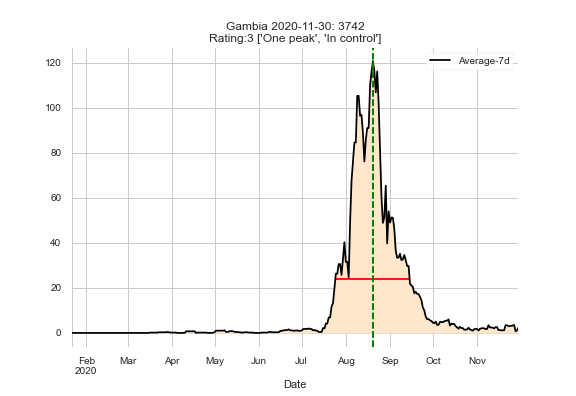 Gambia 2020-11-30: 3742
Rating:3 ['One peak', 'In control']
Average-7d
120
100
80
60
40
20
0
Feb Mar Apr May Jun Jul Aug Sep Oct Nov
2020
Date